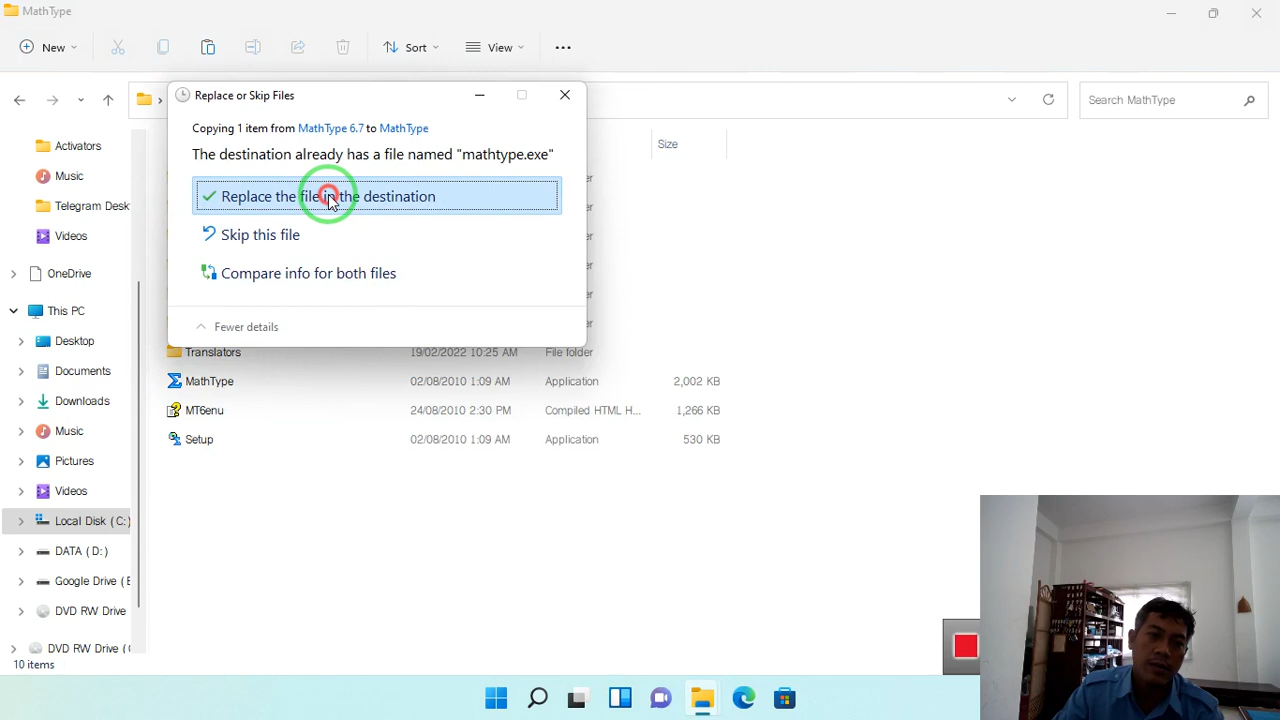 MathType
New
Sort
View
Search MathType
Replace or Skip Files
Copying 1 item from MathType 6.7 to MathType
The destination already has a file named "mathtype.exe"
Replace the file in the destination
Skip this file
Compare info for both files
Fewer details
Size
Activators
Music
Telegram Desk
Videos
OneDrive
This PC
Desktop
Documents
Downloads
Music
Pictures
Videos
Local Disk (C:)
DATA (D:)
Google Drive (E
DVD RW Drive
DVD RW Drive (
Translators 19/02/2022 10:25 AM File folder
MathType 02/08/2010 1:09 AM Application 2,002 KB
MT6enu 24/08/2010 2:30 PM Compiled HTML H... 1,266 KB
Setup 02/08/2010 1:09 AM Application 530 KB
10 items